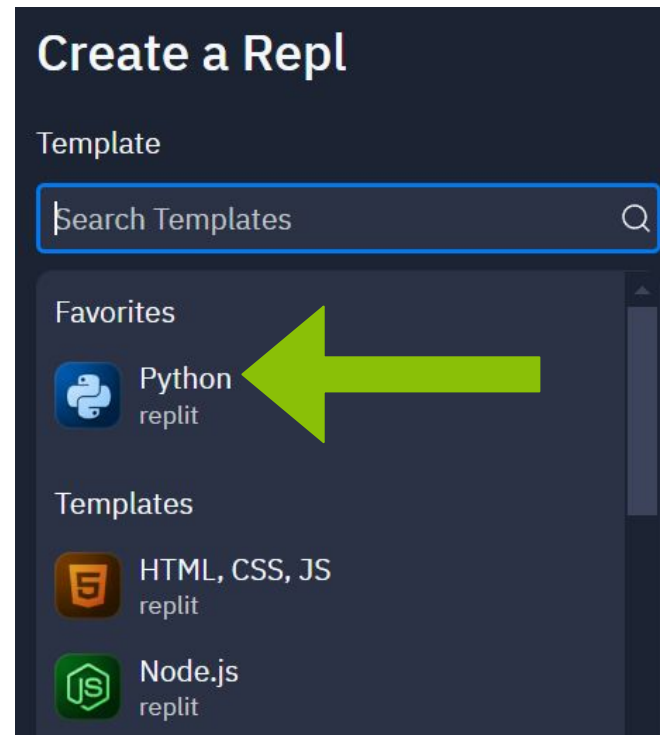 Create a Repl
Template
Search Templates
Favorites
Python
replit
Templates
HTML, CSS, JS
replit
Node.js
replit